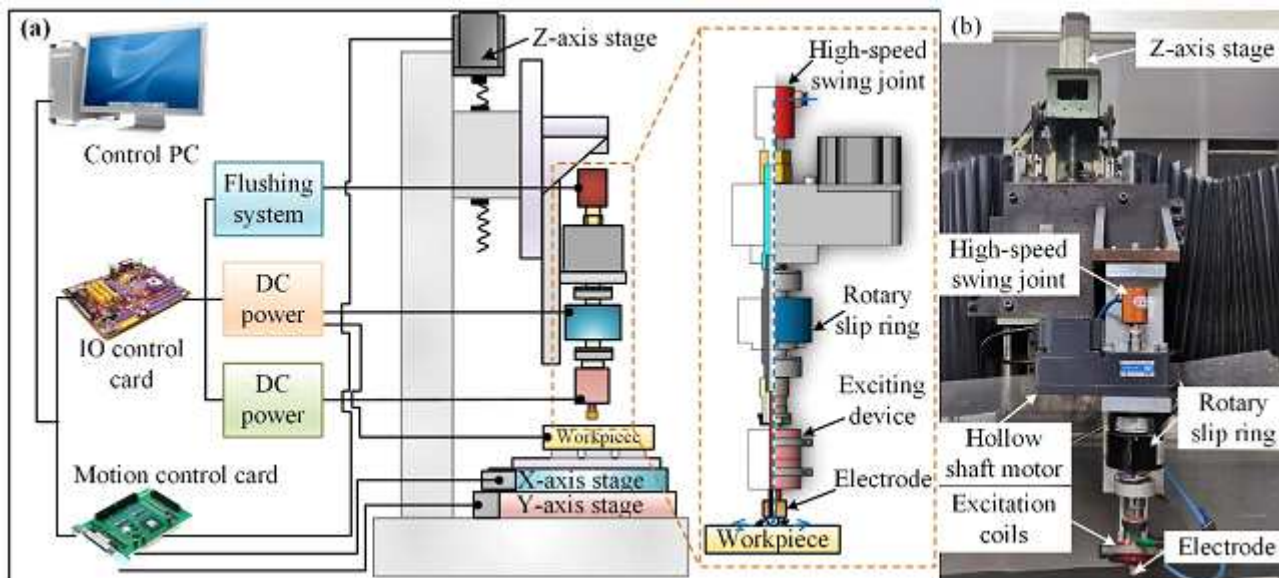 (a)
Z-axis stage
Control PC
Flushing
system
DC
power
IO control
card
DC
power
Motion control card
Workpiece
X-axis stage
Y-axis stage
High-speed
swing joint
Rotary
slip ring
Exciting
device
Electrode
Workpiece
(b)
Z-axis stage
High-speed
swing joint
Rotary
slip ring
Hollow
shaft motor
Excitation
coils
Electrode